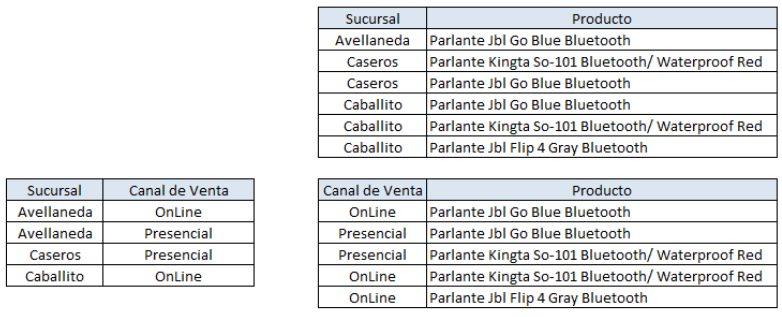 Sucursal Producto
Avellaneda Parlante Jbl Go Blue Bluetooth
Caseros Parlante Kingta So-101 Bluetooth/ Waterproof Red
Caseros Parlante Jbl Go Blue Bluetooth
Caballito Parlante Jbl Go Blue Bluetooth
Caballito Parlante Kingta So-101 Bluetooth/ Waterproof Red
Caballito Parlante Jbl Flip 4 Gray Bluetooth
Sucursal Canal de Venta
Avellaneda OnLine
Avellaneda Presencial
Caseros Presencial
Caballito OnLine
Canal de Venta Producto
OnLine Parlante Jbl Go Blue Bluetooth
Presencial Parlante Jbl Go Blue Bluetooth
Presencial Parlante Kingta So-101 Bluetooth/ Waterproof Red
OnLine Parlante Kingta So-101 Bluetooth/ Waterproof Red
OnLine Parlante Jbl Flip 4 Gray Bluetooth